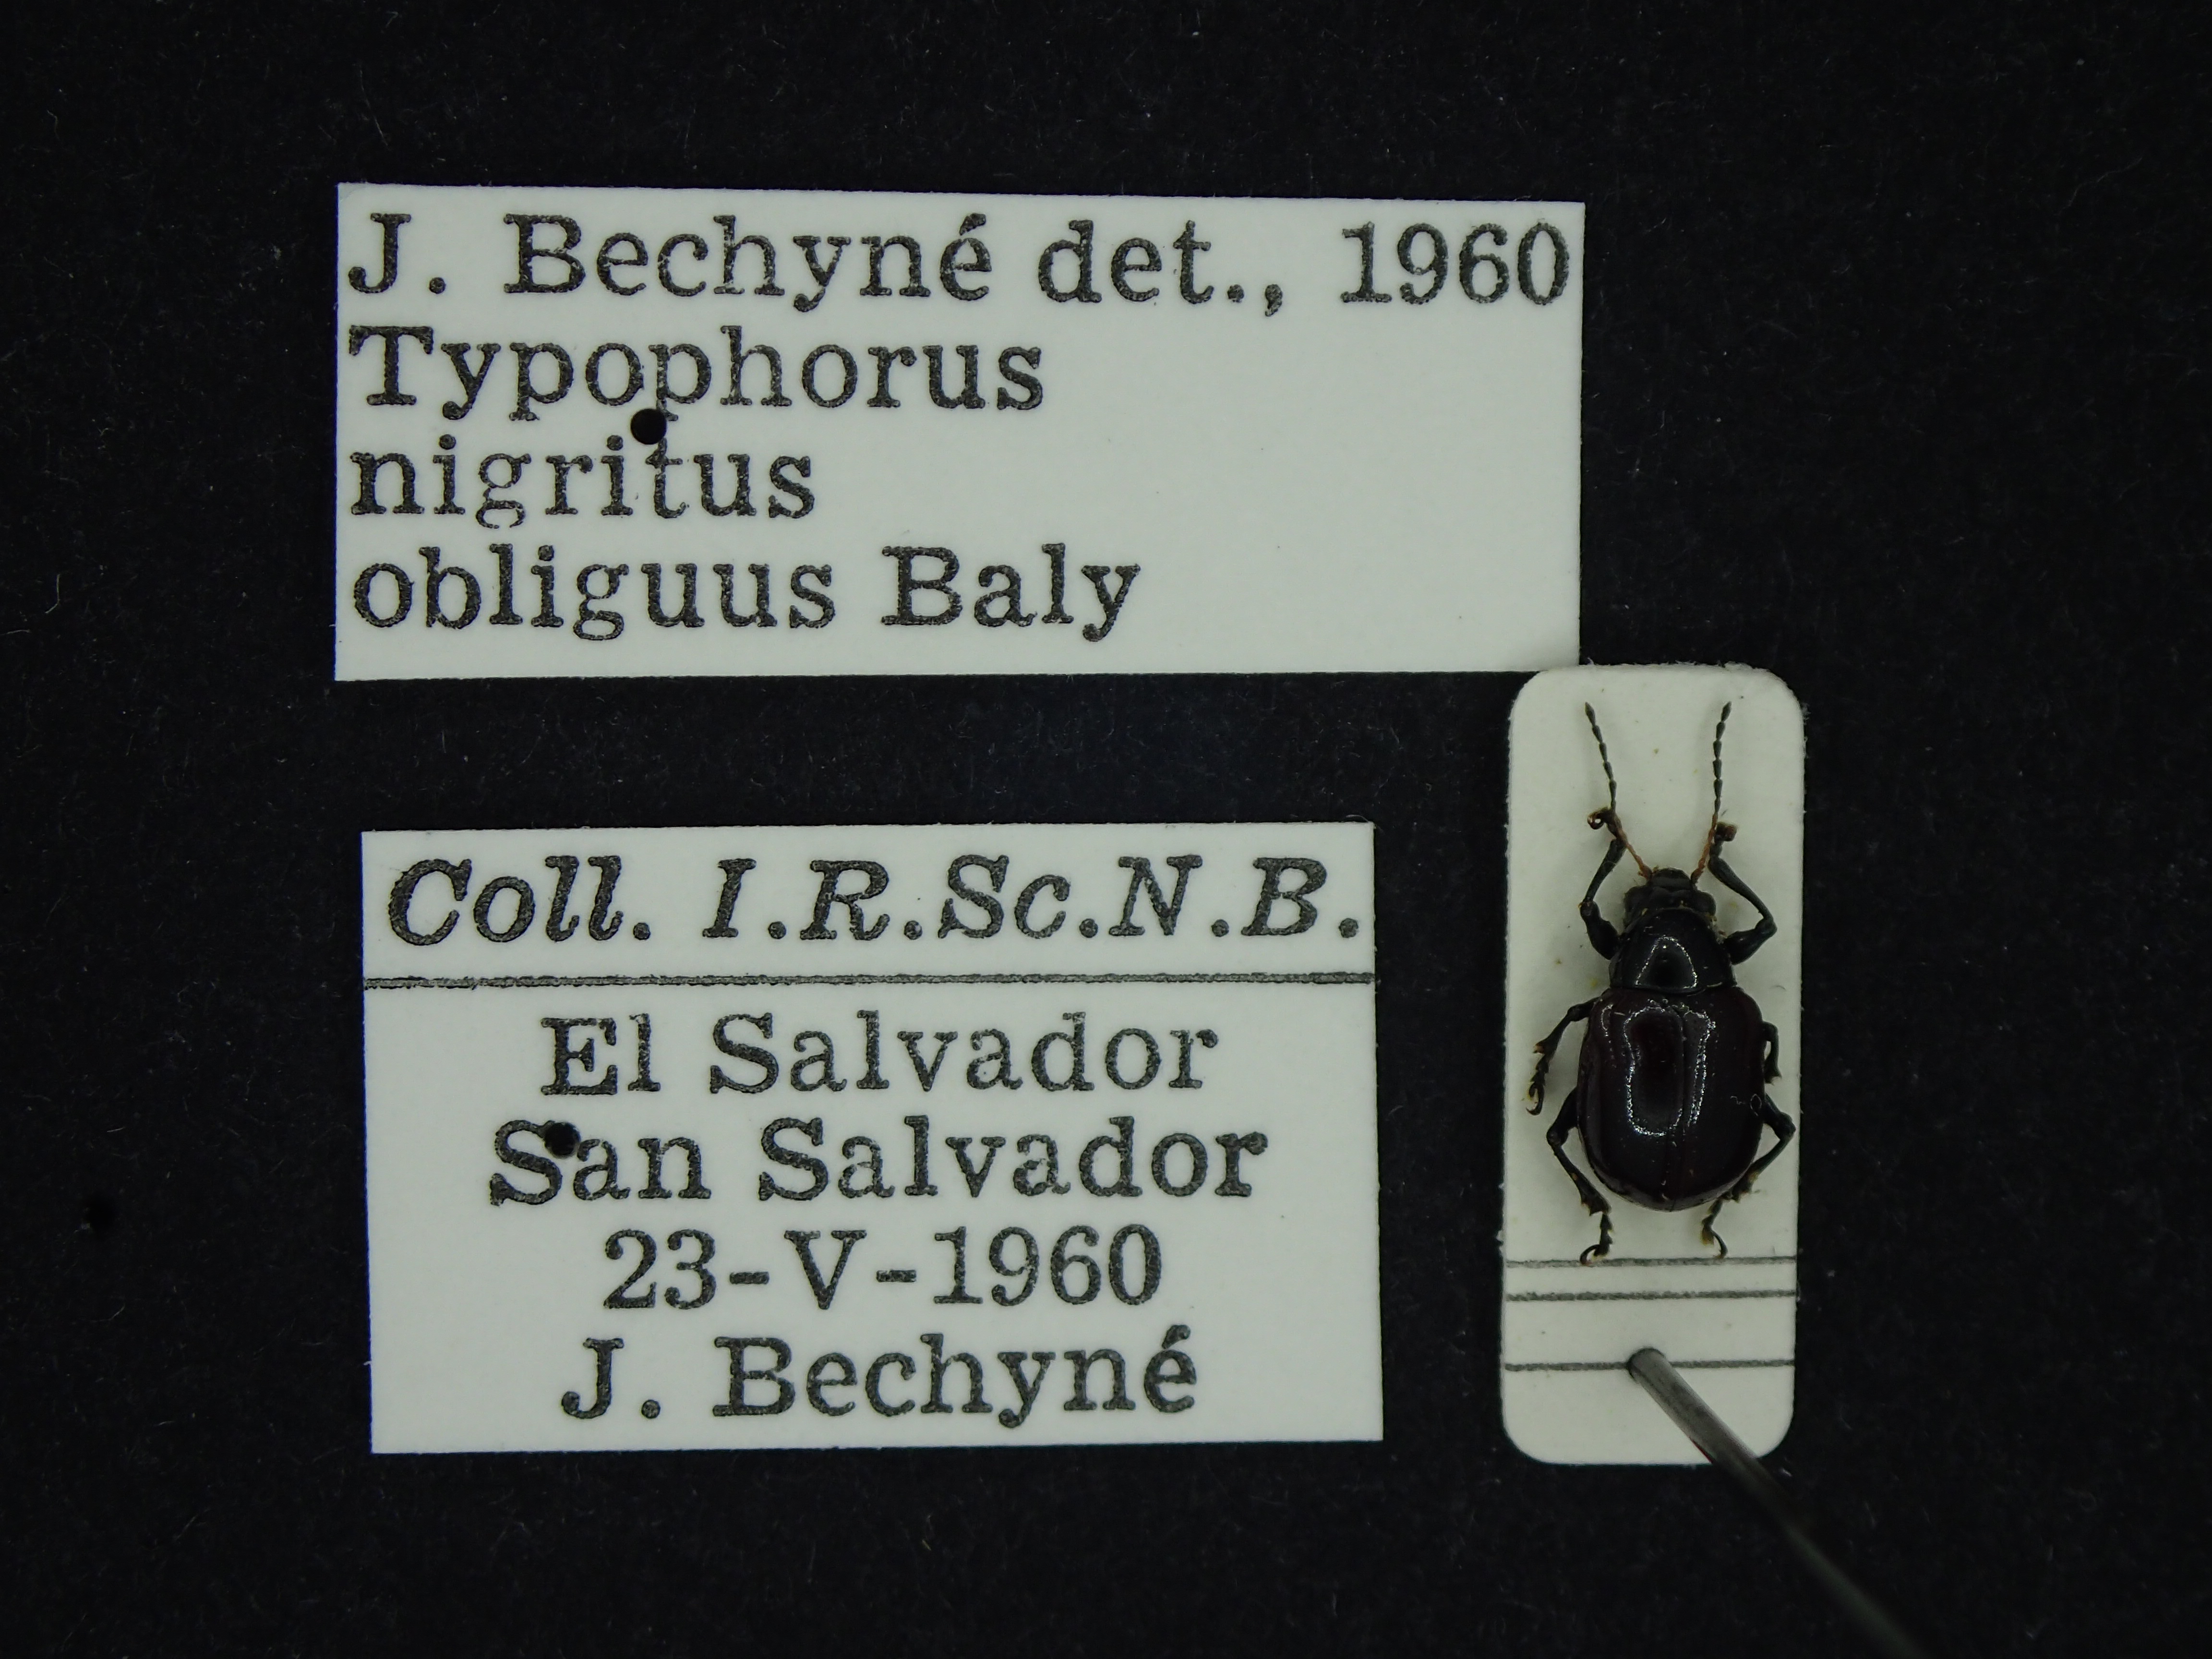 J. Bechyné det., 1960
Typophorus
nigritus
obliguus Baly
Coll. I.R.Sc.N.B.
El Salvador
San Salvador
23-V-1960
J. Bechyné